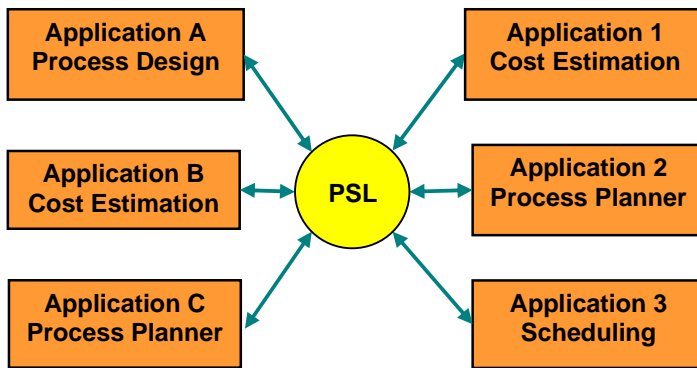 Application A
Process Design
Application 1
Cost Estimation
Application B
Cost Estimation
PSL
Application 2
Process Planner
Application C
Process Planner
Application 3
Scheduling